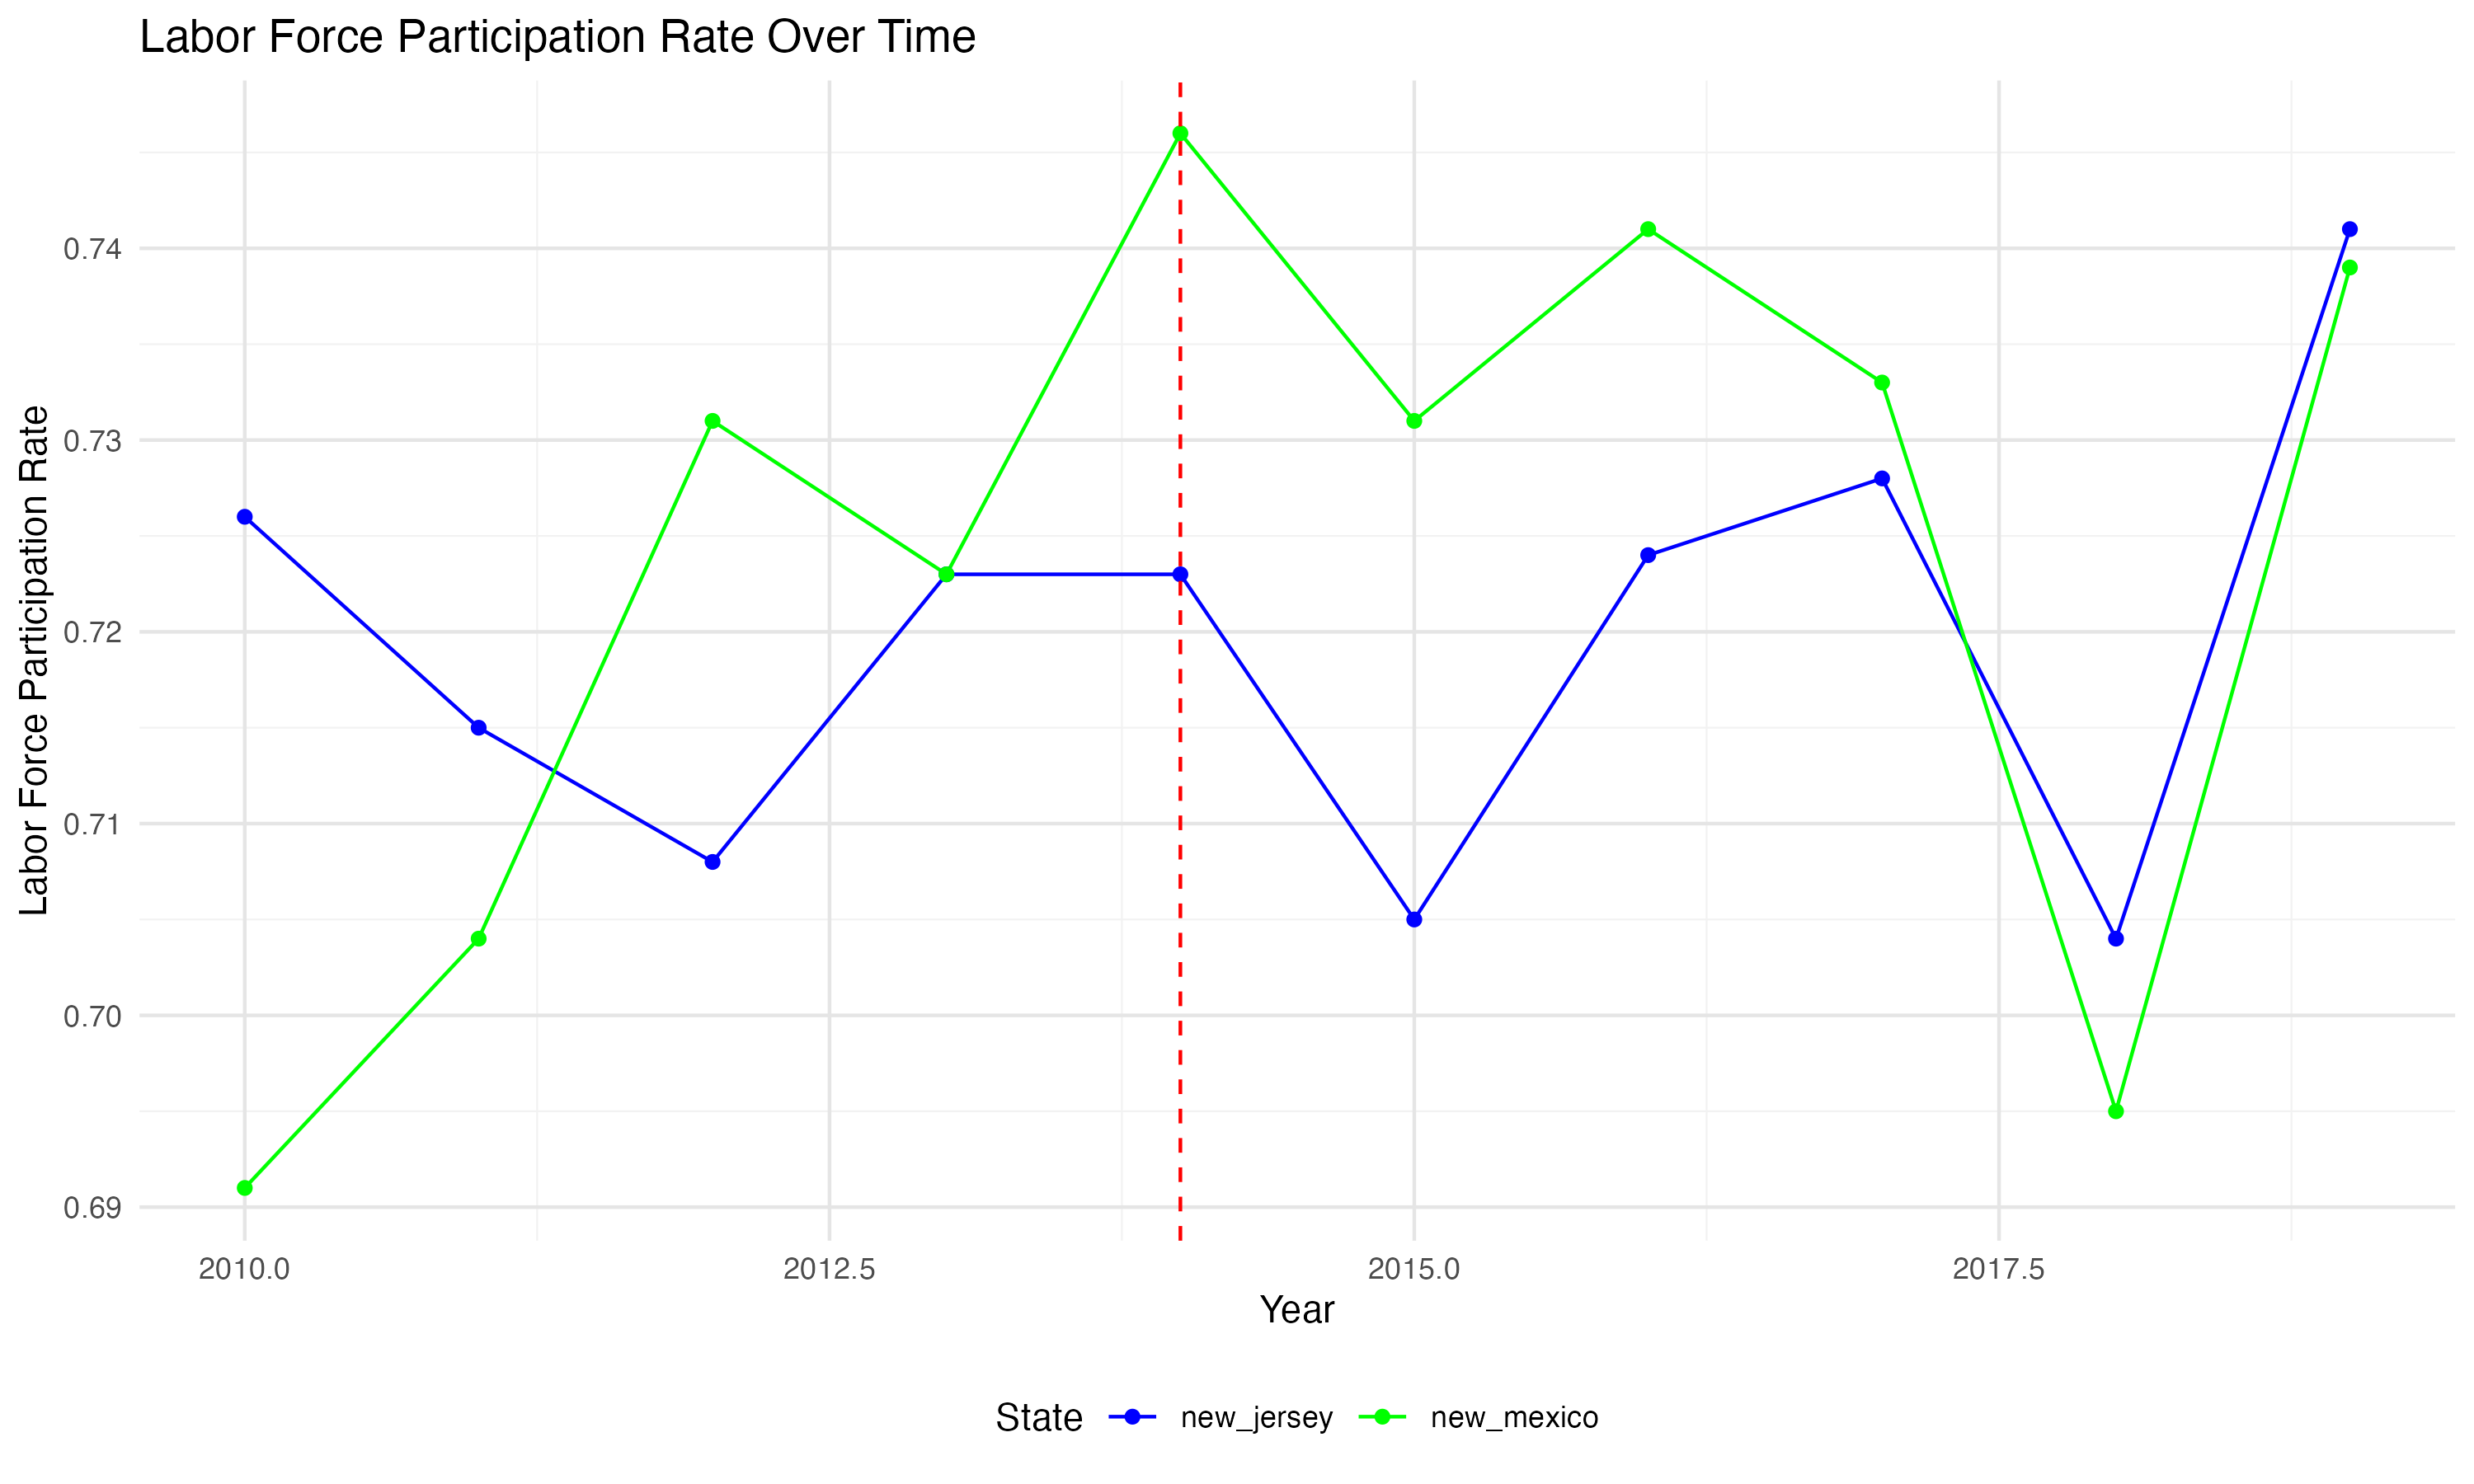 Labor Force Participation Rate Over Time
Labor Force Participation Rate
0.74
0.73
0.72
0.71
0.70
0.69
2010.0 2012.5 2015.0 2017.5
Year
State new_jersey new_mexico